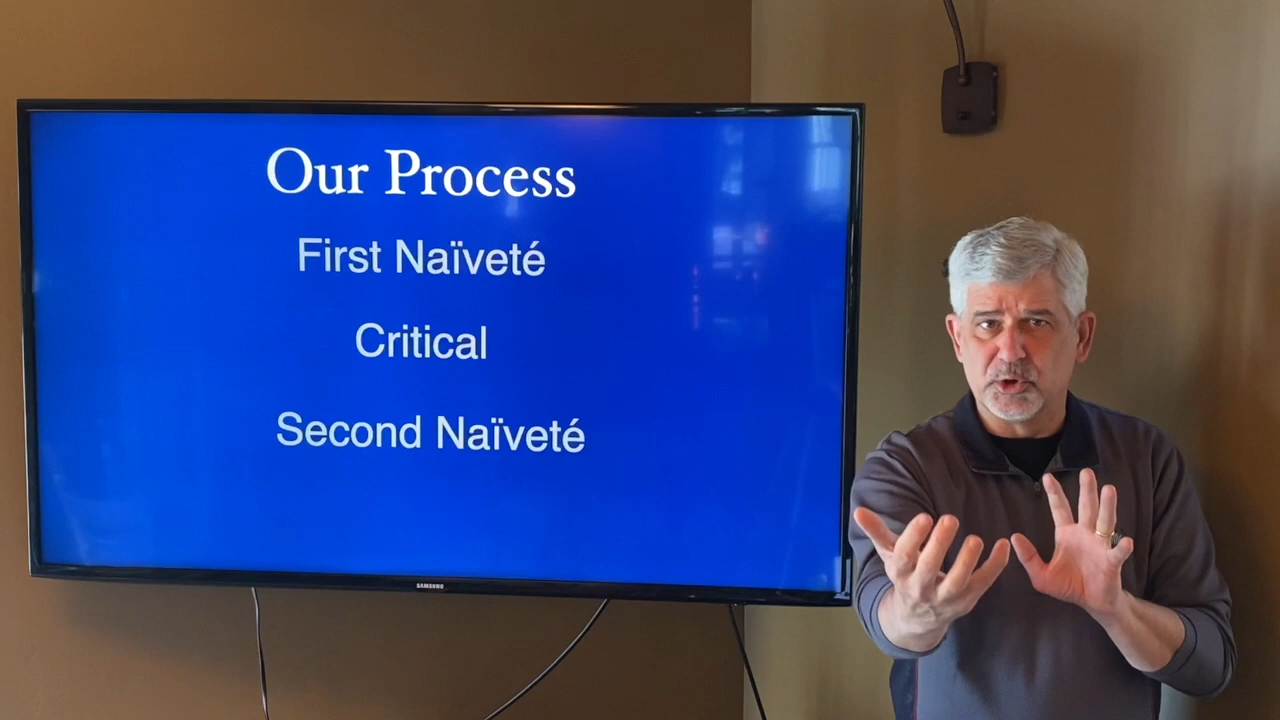 Our Process
First Naïveté
Critical
Second Naïveté
SAMSUNG